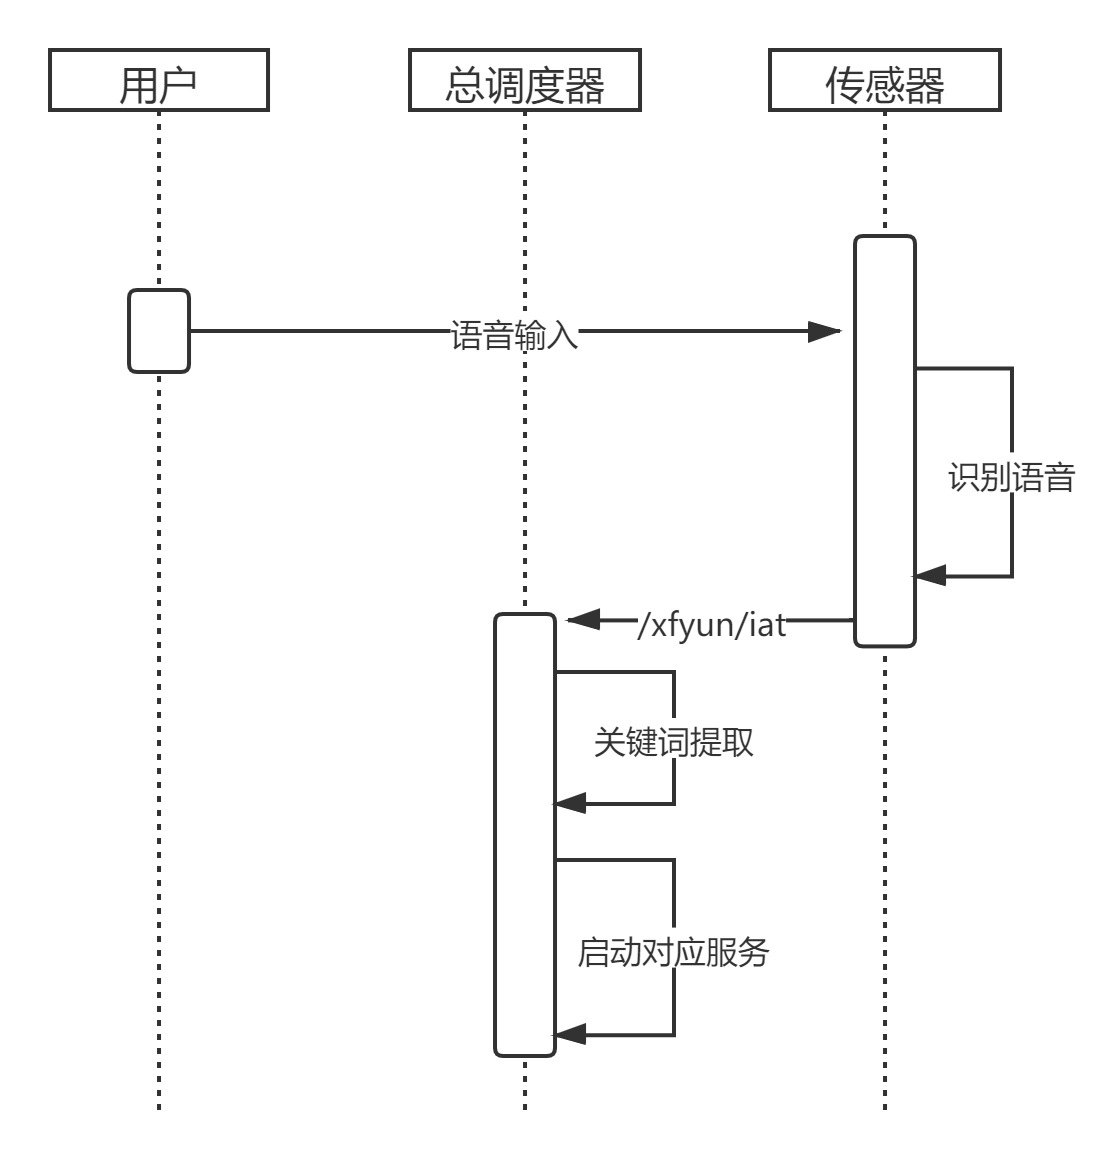 用户
总调度器
传感器
语音输入
识别语音
/xfyun/iat
关键词提取
启动对应服务